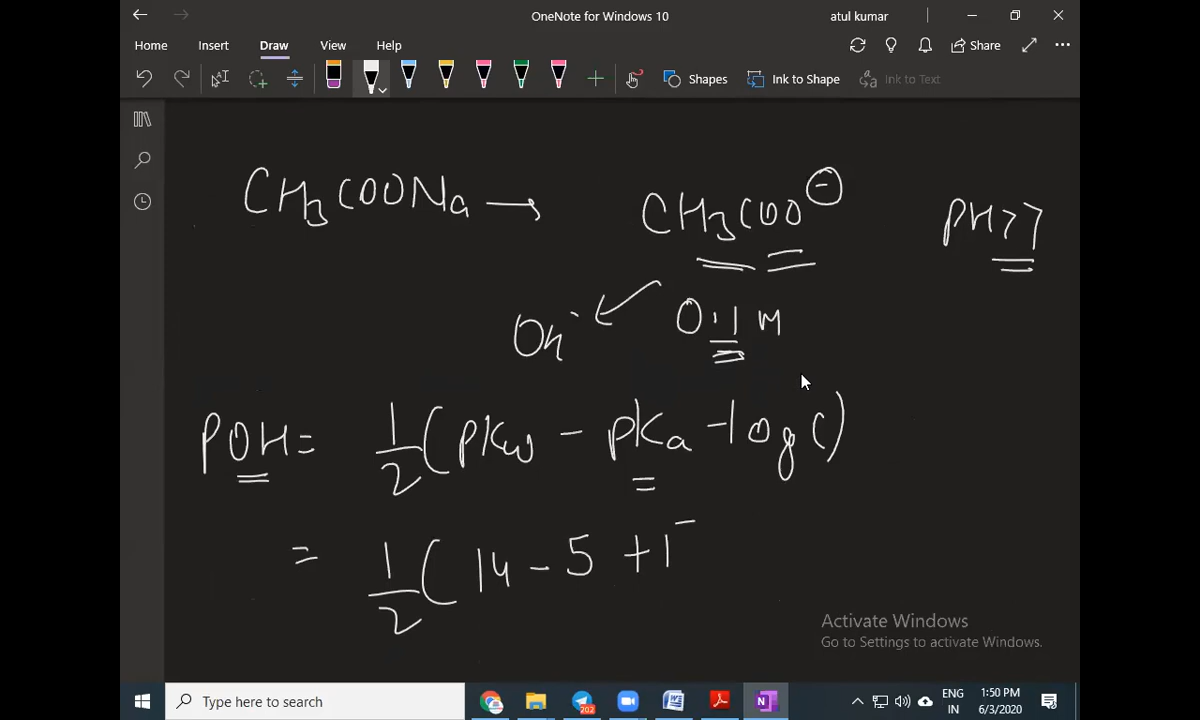 OneNote for Windows 10
atul kumar
Home Insert Draw View Help
Share
Shapes
Ink to Shape
Ink to Text
CH3COONa → CH3COO⊖ PH>7
OH⁻ 0.1 M
POH = 1/2 (PKw - PKa - log C)
= 1/2 ( 14 - 5 + 1
Activate Windows
Go to Settings to activate Windows.
Type here to search
202
ENG
IN
1:50 PM
6/3/2020